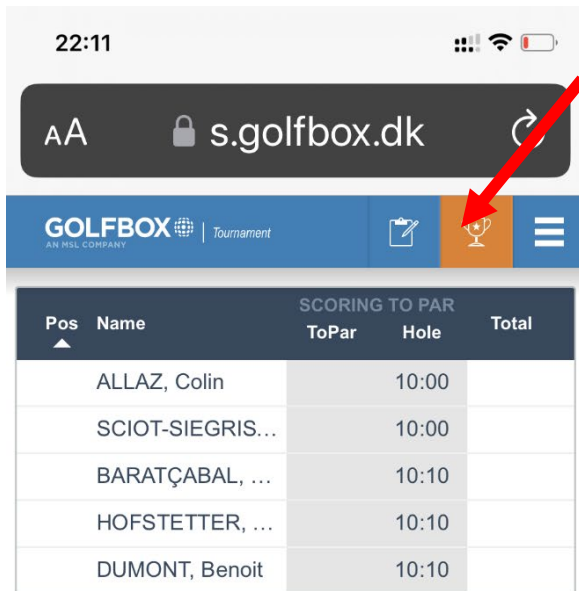 22:11
AA s.golfbox.dk
GOLFBOX | Tournament
AN MSL COMPANY
SCORING TO PAR
Pos Name ToPar Hole Total
ALLAZ, Colin 10:00
SCIOT-SIEGRIS... 10:00
BARATÇABAL, ... 10:10
HOFSTETTER, ... 10:10
DUMONT, Benoit 10:10